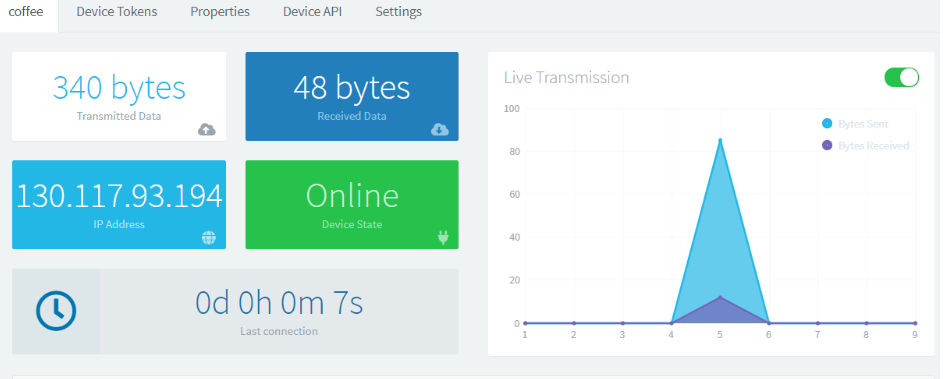 coffee Device Tokens Properties Device API Settings
340 bytes
Transmitted Data
48 bytes
Received Data
130.117.93.194
IP Address
Online
Device State
0d 0h 0m 7s
Last connection
Live Transmission
100
80
60
40
20
0
1 2 3 4 5 6 7 8 9
Bytes Sent
Bytes Received